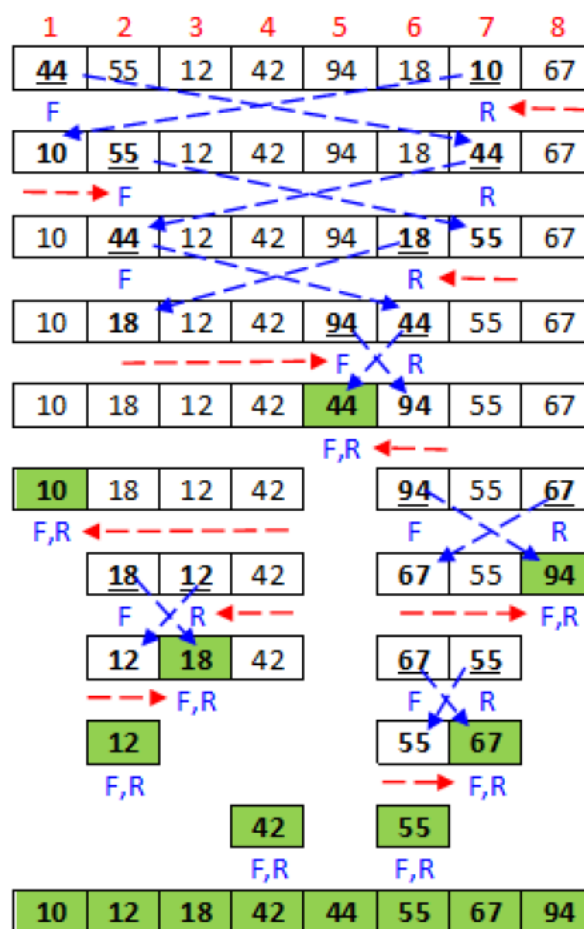 1 2 3 4 5 6 7 8
44 55 12 42 94 18 10 67
F R
10 55 12 42 94 18 44 67
F R
10 44 12 42 94 18 55 67
F R
10 18 12 42 94 44 55 67
F R
10 18 12 42 44 94 55 67
F,R
10 18 12 42 94 55 67
F,R F R
18 12 42 67 55 94
F R F,R
12 18 42 67 55
F,R F R
12 55 67
F,R F,R
42 55
F,R F,R
10 12 18 42 44 55 67 94